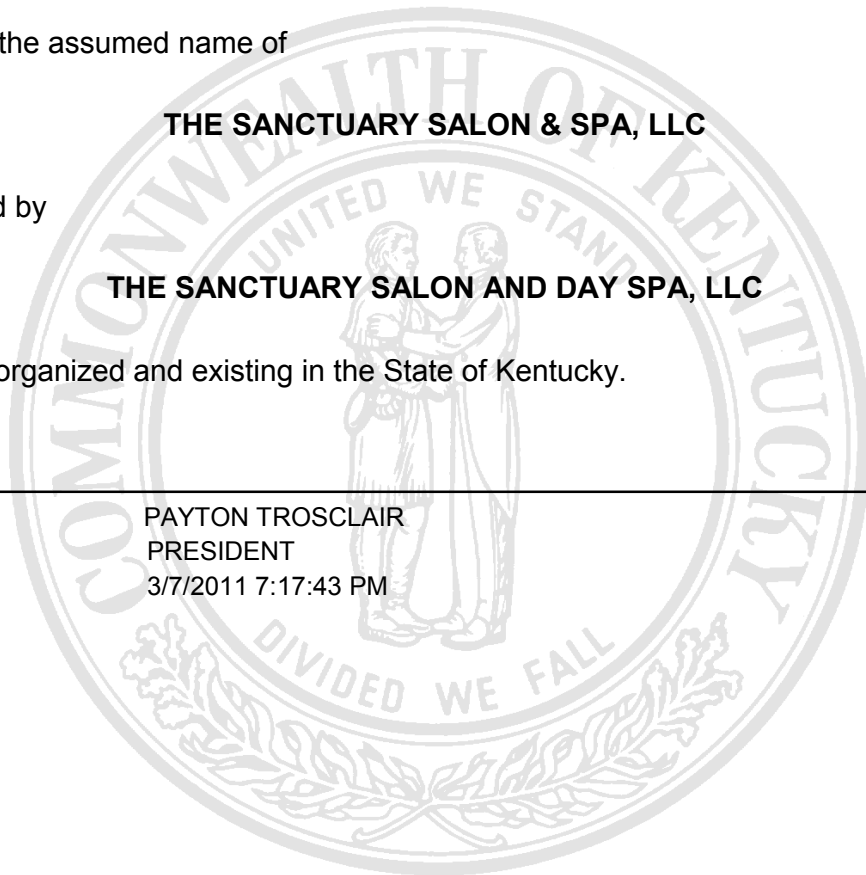 the assumed name of
THE SANCTUARY SALON & SPA, LLC
d by
THE SANCTUARY SALON AND DAY SPA, LLC
organized and existing in the State of Kentucky.
PAYTON TROSCLAIR
PRESIDENT
3/7/2011 7:17:43 PM
COMMONWEALTH OF KENTUCKY
UNITED WE STAND
DIVIDED WE FALL